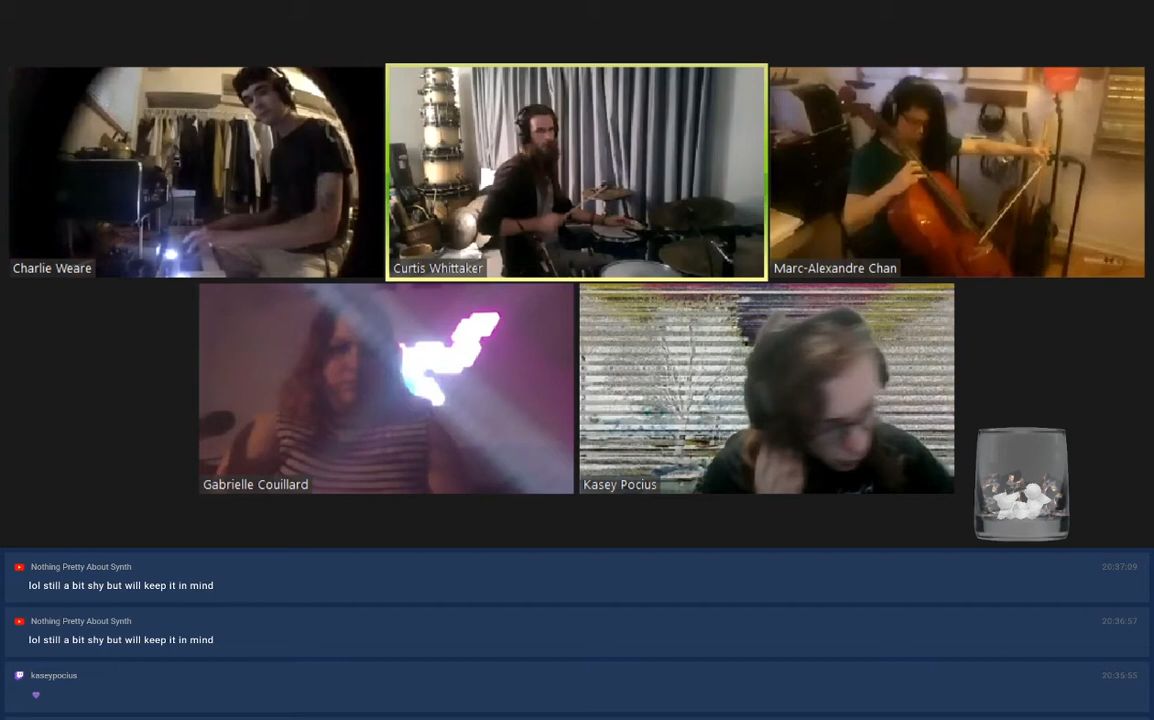 Charlie Weare
Curtis Whittaker
Marc-Alexandre Chan
Gabrielle Couillard
Kasey Pocius
Nothing Pretty About Synth
20:37:09
lol still a bit shy but will keep it in mind
Nothing Pretty About Synth
20:36:57
lol still a bit shy but will keep it in mind
kaseypocius
20:35:55
💜